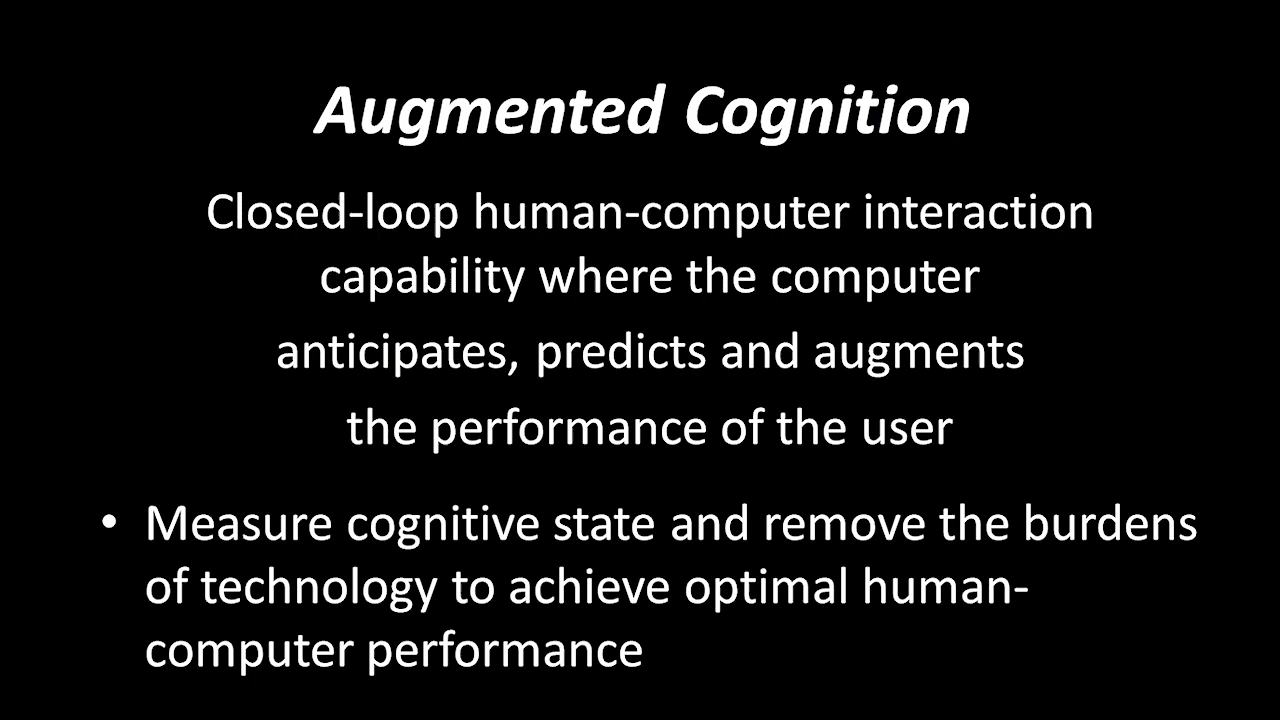 Augmented Cognition
Closed-loop human-computer interaction
capability where the computer
anticipates, predicts and augments
the performance of the user
• Measure cognitive state and remove the burdens
of technology to achieve optimal human-
computer performance